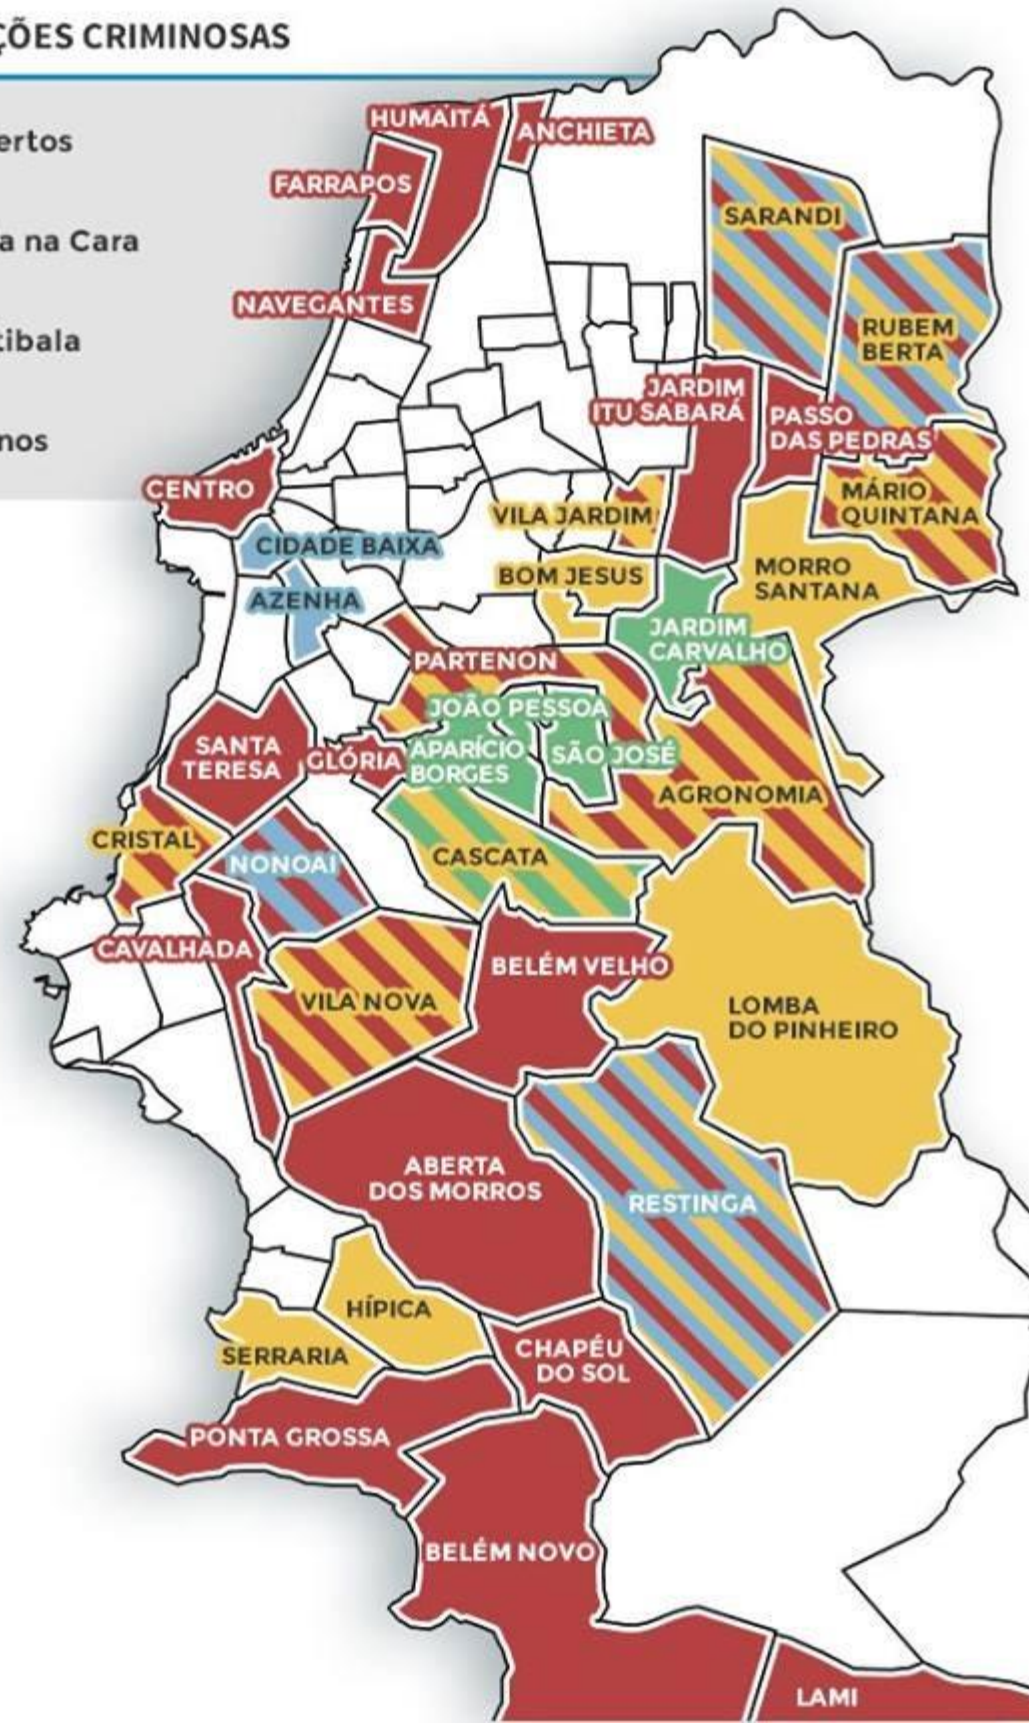 ÇÕES CRIMINOSAS
ertos
a na Cara
tibala
nos
HUMAITÁ
ANCHIETA
FARRAPOS
SARANDI
NAVEGANTES
RUBEM
BERTA
JARDIM
ITU SABARÁ
PASSO
DAS PEDRAS
CENTRO
MÁRIO
QUINTANA
VILA JARDIM
CIDADE BAIXA
BOM JESUS
MORRO
SANTANA
AZENHA
JARDIM
CARVALHO
PARTENON
JOÃO PESSOA
SANTA
TERESA
GLÓRIA
APARÍCIO
BORGES
SÃO JOSÉ
AGRONOMIA
CRISTAL
NONOAI
CASCATA
CAVALHADA
BELÉM VELHO
VILA NOVA
LOMBA
DO PINHEIRO
ABERTA
DOS MORROS
RESTINGA
HÍPICA
SERRARIA
CHAPÉU
DO SOL
PONTA GROSSA
BELÉM NOVO
LAMI